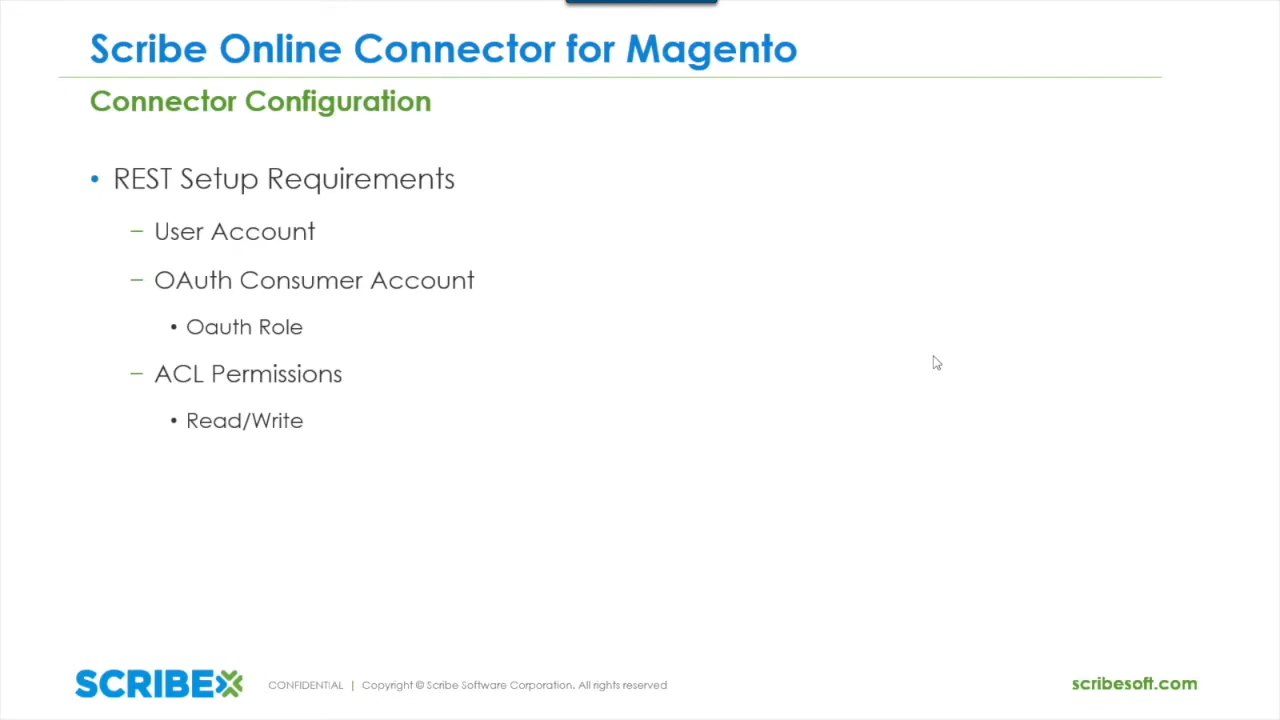 Scribe Online Connector for Magento
Connector Configuration
• REST Setup Requirements
– User Account
– OAuth Consumer Account
• Oauth Role
– ACL Permissions
• Read/Write
SCRIBE
CONFIDENTIAL | Copyright © Scribe Software Corporation. All rights reserved
scribesoft.com